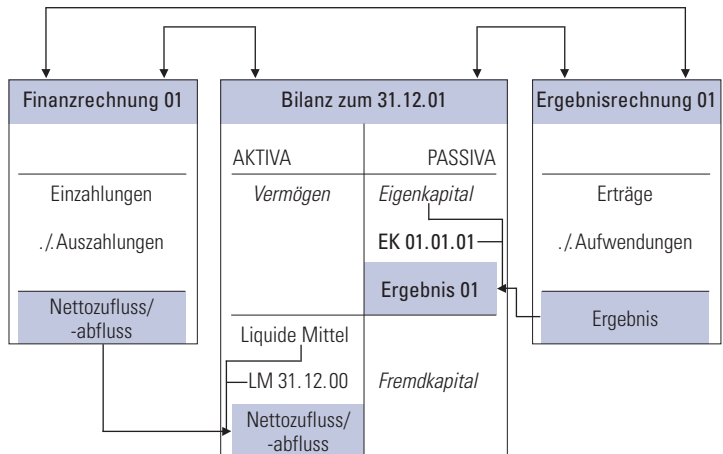 Finanzrechnung 01
Einzahlungen
./.Auszahlungen
Nettozufluss/
-abfluss
Bilanz zum 31.12.01
AKTIVA
PASSIVA
Vermögen
Eigenkapital
EK 01.01.01
Ergebnis 01
Liquide Mittel
LM 31.12.00
Fremdkapital
Nettozufluss/
-abfluss
Ergebnisrechnung 01
Erträge
./.Aufwendungen
Ergebnis